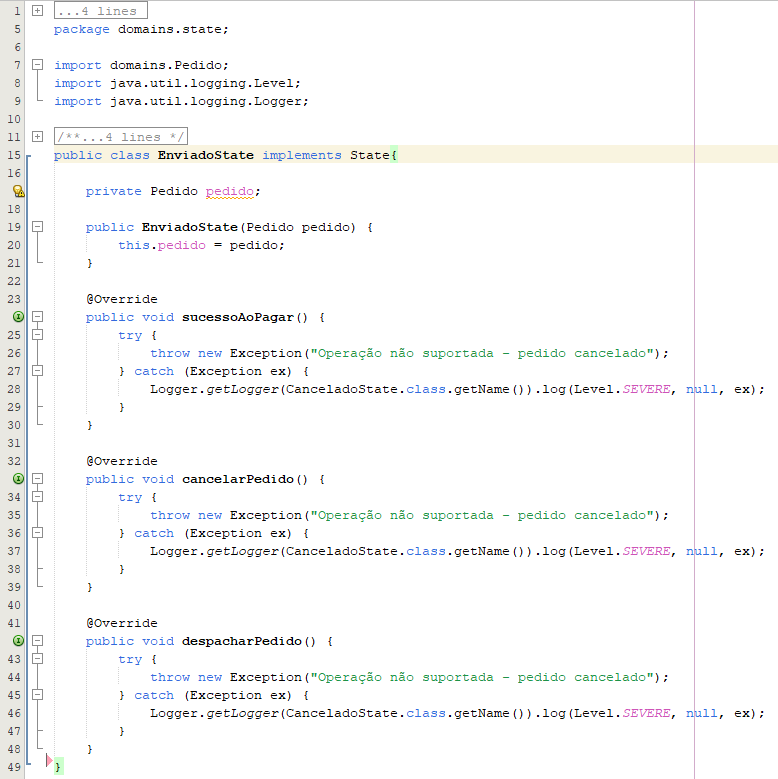 1 ...4 lines
5 package domains.state;
6
7 import domains.Pedido;
8 import java.util.logging.Level;
9 import java.util.logging.Logger;
10
11 /**...4 lines */
15 public class EnviadoState implements State{
16
private Pedido pedido;
18
19 public EnviadoState(Pedido pedido) {
20 this.pedido = pedido;
21 }
22
23 @Override
public void sucessoAoPagar() {
25 try {
26 throw new Exception("Operação não suportada - pedido cancelado");
27 } catch (Exception ex) {
28 Logger.getLogger(CanceladoState.class.getName()).log(Level.SEVERE, null, ex);
29 }
30 }
31
32 @Override
public void cancelarPedido() {
34 try {
35 throw new Exception("Operação não suportada - pedido cancelado");
36 } catch (Exception ex) {
37 Logger.getLogger(CanceladoState.class.getName()).log(Level.SEVERE, null, ex);
38 }
39 }
40
41 @Override
public void despacharPedido() {
43 try {
44 throw new Exception("Operação não suportada - pedido cancelado");
45 } catch (Exception ex) {
46 Logger.getLogger(CanceladoState.class.getName()).log(Level.SEVERE, null, ex);
47 }
48 }
49 }